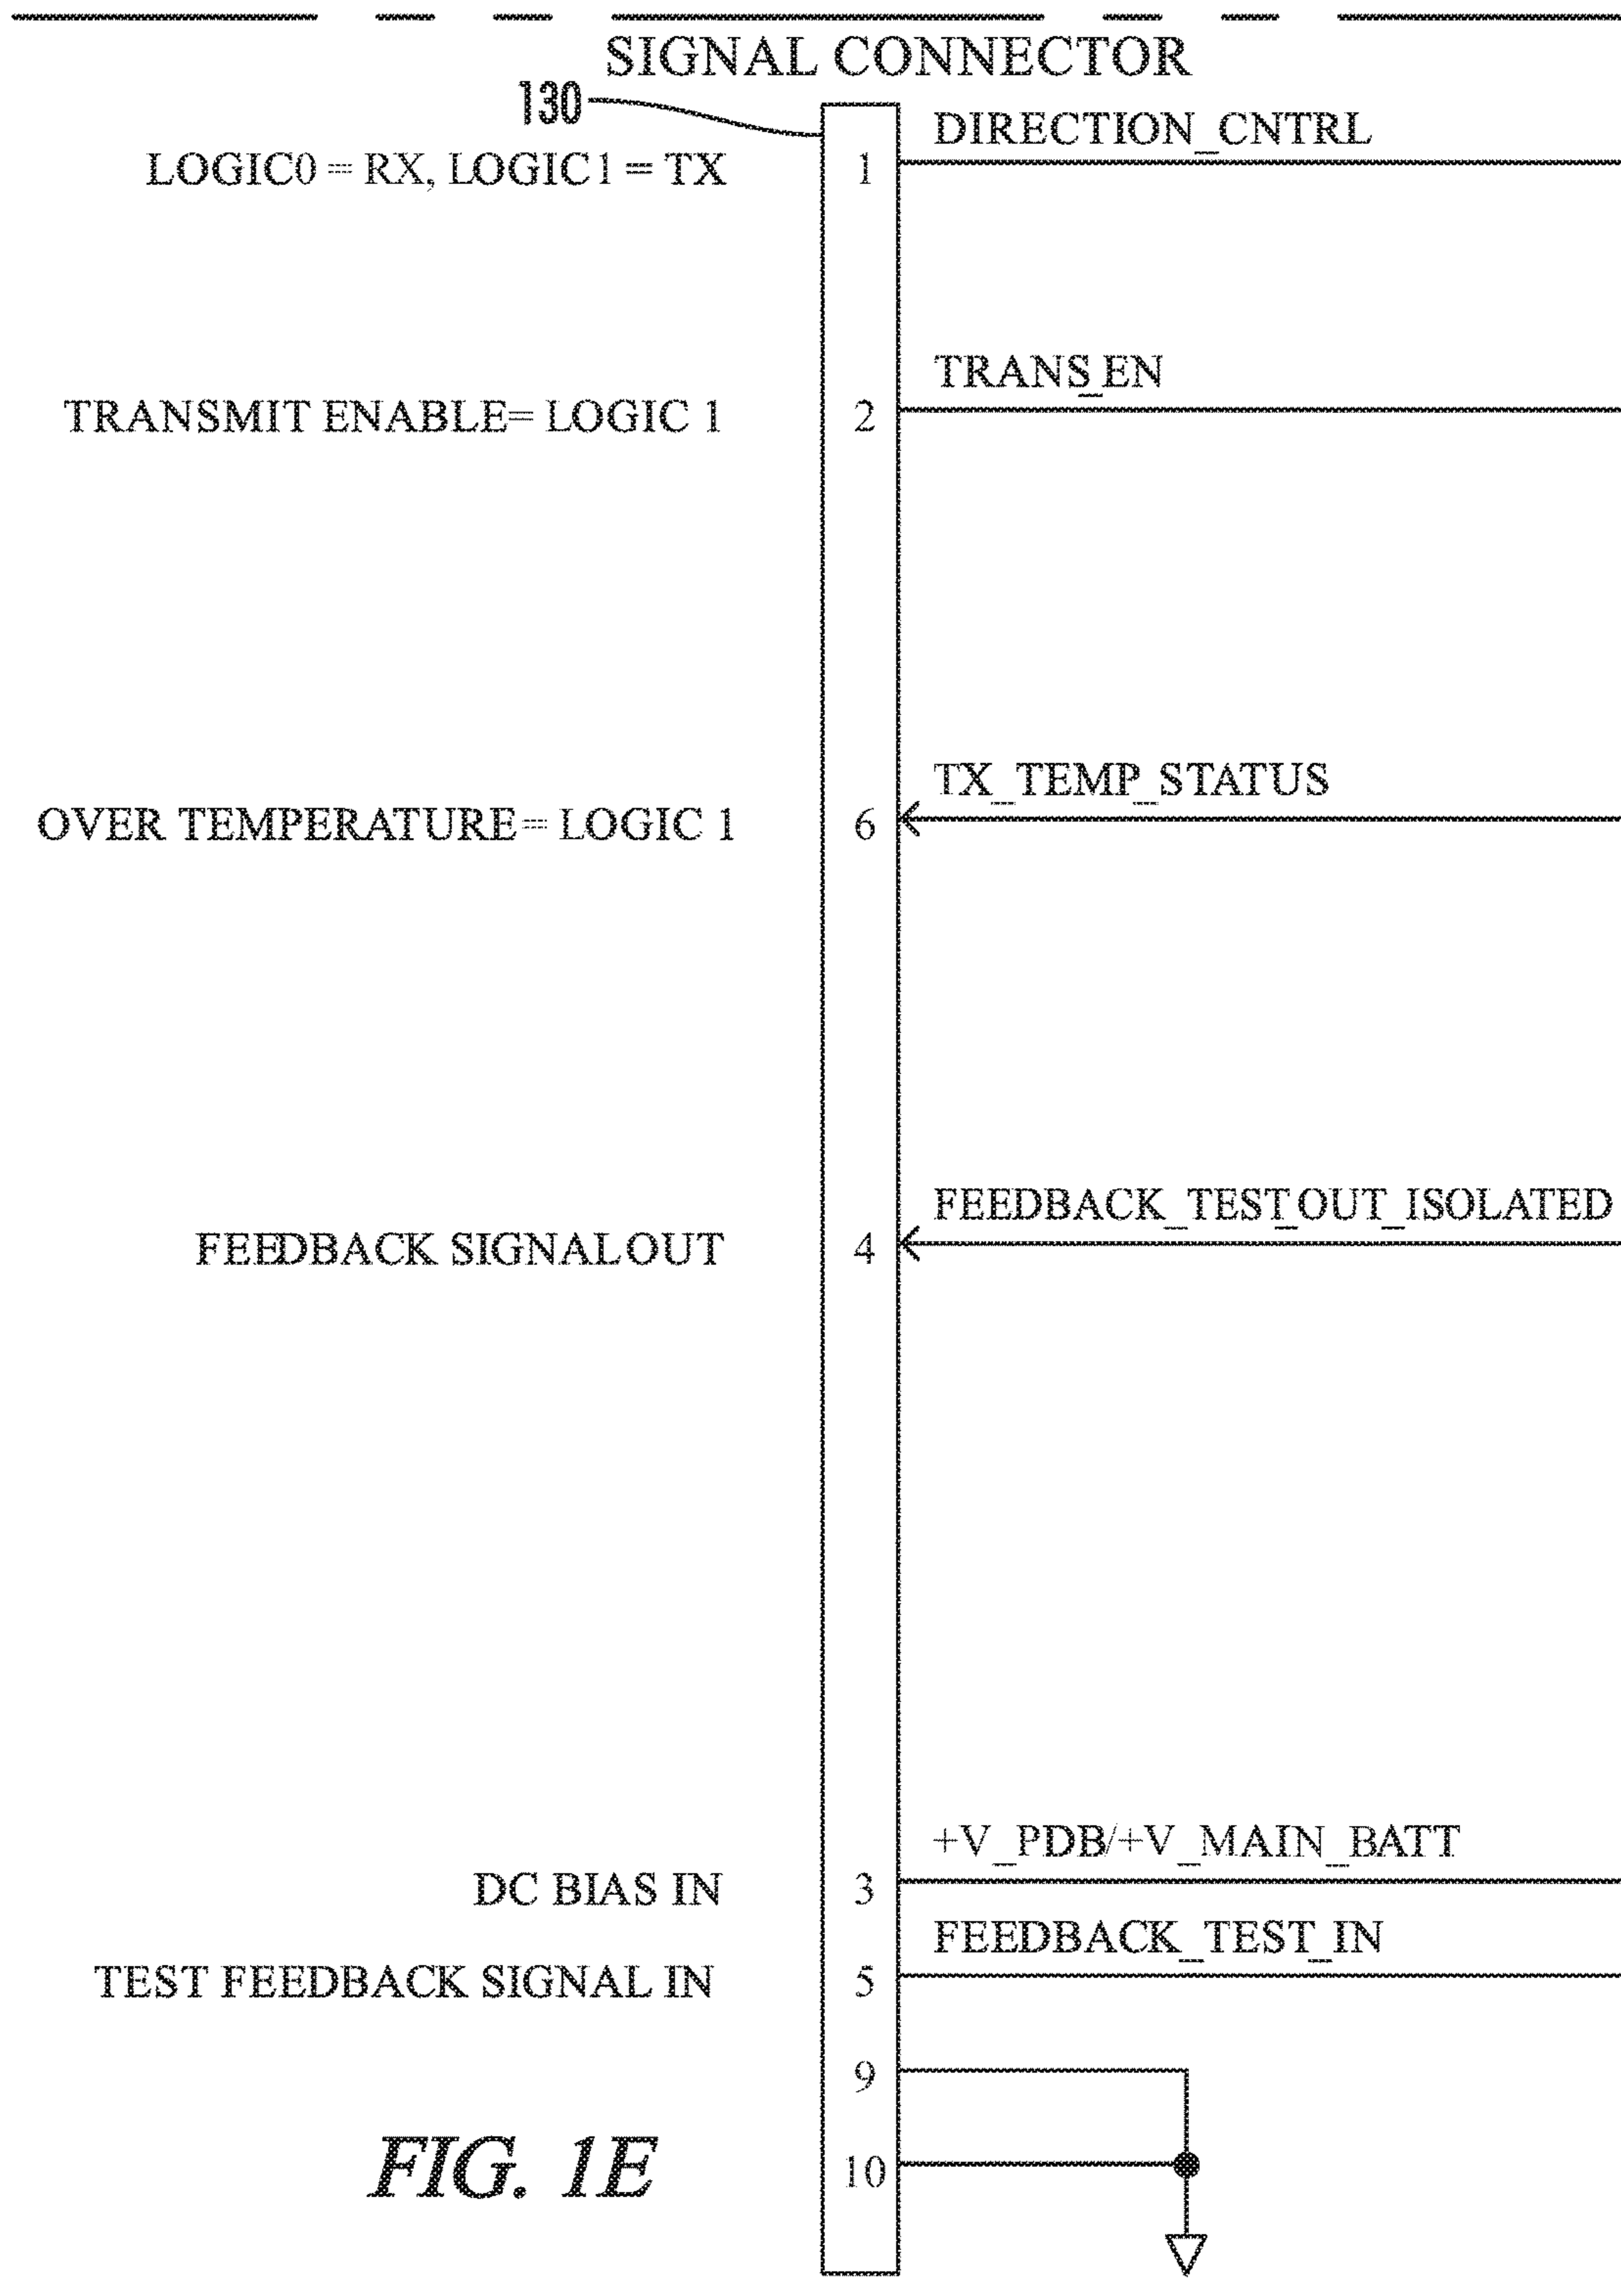 SIGNAL CONNECTOR
130
DIRECTION_CNTRL
LOGIC0 = RX, LOGIC1 = TX
1
TRANS_EN
TRANSMIT ENABLE= LOGIC 1
2
TX_TEMP_STATUS
OVER TEMPERATURE= LOGIC 1
6
FEEDBACK_TEST_OUT_ISOLATED
FEEDBACK SIGNAL OUT
4
+V_PDB/+V_MAIN_BATT
DC BIAS IN
3
FEEDBACK_TEST_IN
TEST FEEDBACK SIGNAL IN
5
9
10
FIG. 1E